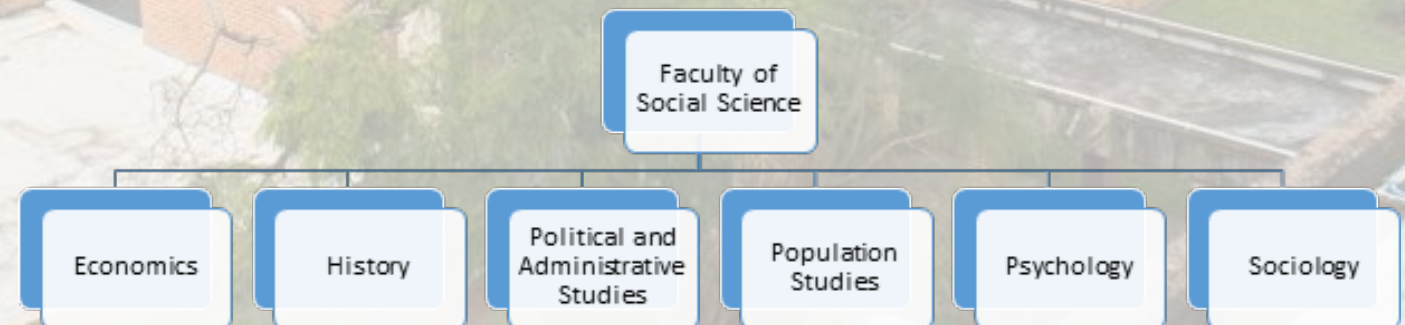 Faculty of
Social Science
Economics
History
Political and
Administrative
Studies
Population
Studies
Psychology
Sociology